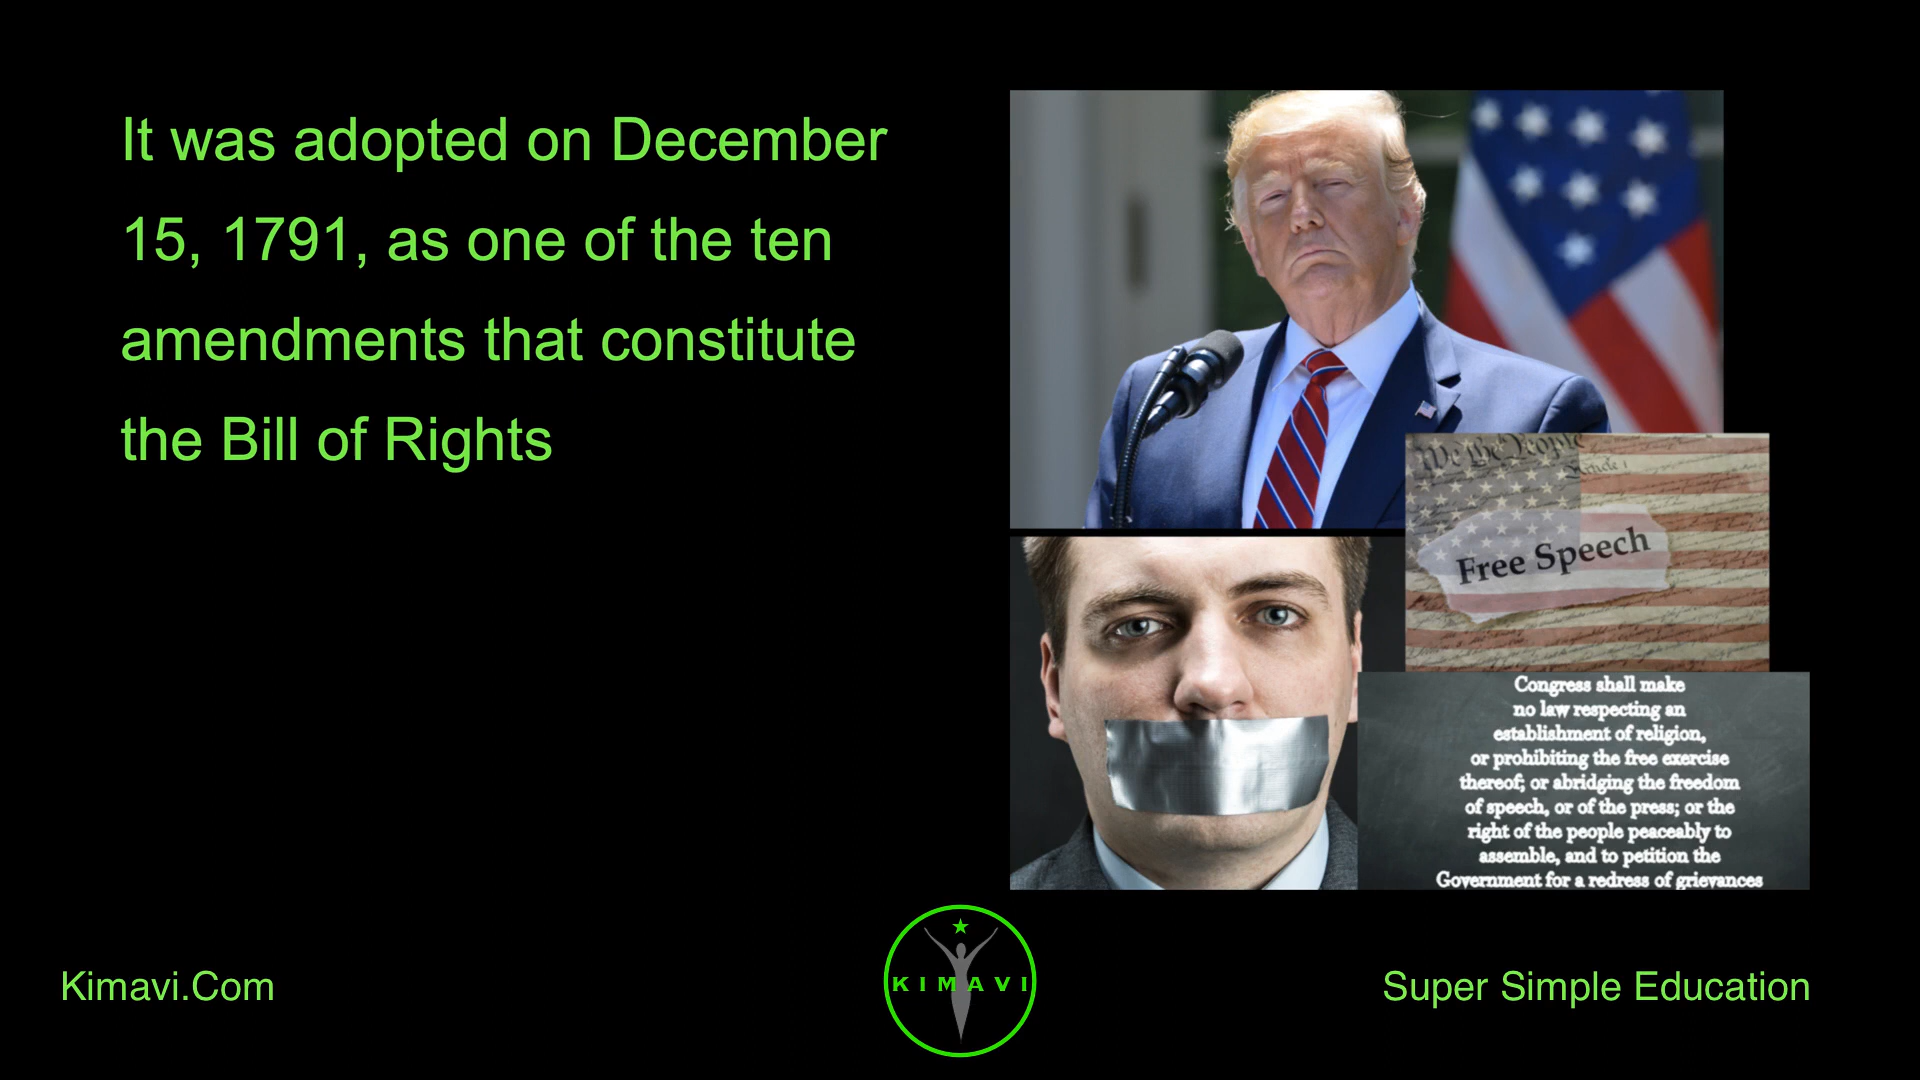 It was adopted on December
15, 1791, as one of the ten
amendments that constitute
the Bill of Rights
We the People
Article 1
Free Speech
Congress shall make
no law respecting an
establishment of religion,
or prohibiting the free exercise
thereof; or abridging the freedom
of speech, or of the press; or the
right of the people peaceably to
assemble, and to petition the
Government for a redress of grievances
Kimavi.Com
KIMAVI
Super Simple Education